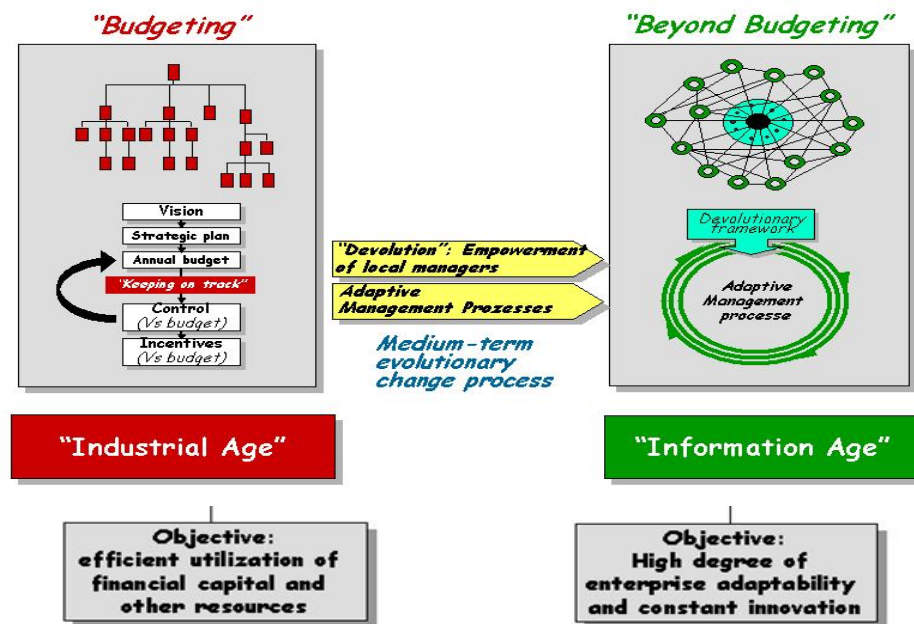 "Budgeting"
Vision
Strategic plan
Annual budget
"Keeping on track"
Control
(Vs budget)
Incentives
(Vs budget)
"Devolution": Empowerment
of local managers
Adaptive
Management Prozesses
Medium-term
evolutionary
change process
"Beyond Budgeting"
Devolutionary
framework
Adaptive
Management
processe
"Industrial Age"
"Information Age"
Objective:
efficient utilization of
financial capital and
other resources
Objective:
High degree of
enterprise adaptability
and constant innovation